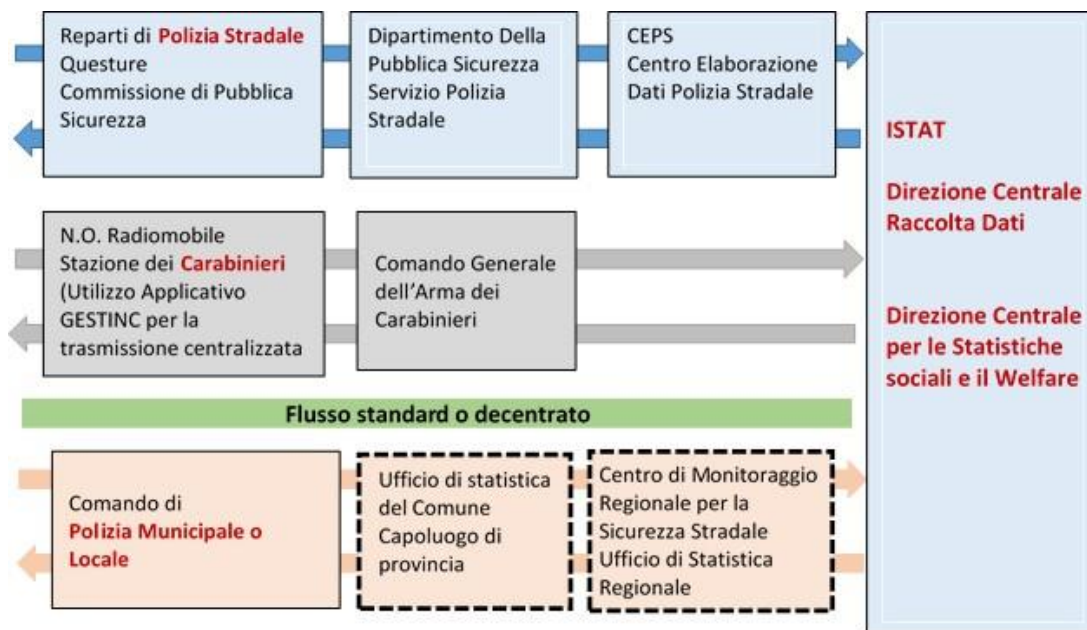 Reparti di Polizia Stradale
Questure
Commissione di Pubblica
Sicurezza
Dipartimento Della
Pubblica Sicurezza
Servizio Polizia
Stradale
CEPS
Centro Elaborazione
Dati Polizia Stradale
N.O. Radiomobile
Stazione dei Carabinieri
(Utilizzo Applicativo
GESTINC per la
trasmissione centralizzata
Comando Generale
dell'Arma dei
Carabinieri
Flusso standard o decentrato
Comando di
Polizia Municipale o
Locale
Ufficio di statistica
del Comune
Capoluogo di
provincia
Centro di Monitoraggio
Regionale per la
Sicurezza Stradale
Ufficio di Statistica
Regionale
ISTAT
Direzione Centrale
Raccolta Dati
Direzione Centrale
per le Statistiche
sociali e il Welfare